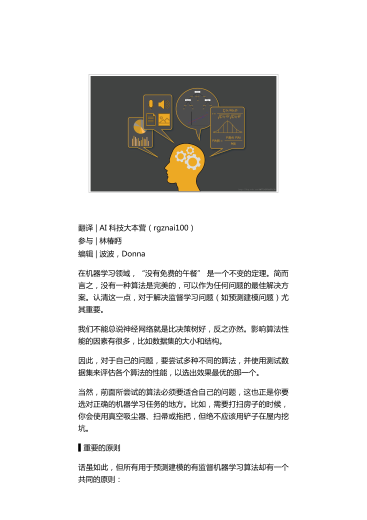 翻译 | AI 科技大本营（rgznai100）
参与 | 林椿眄
编辑 | 波波，Donna
在机器学习领域，“没有免费的午餐” 是一个不变的定理。简而
言之，没有一种算法是完美的，可以作为任何问题的最佳解决方
案。认清这一点，对于解决监督学习问题（如预测建模问题）尤
其重要。
我们不能总说神经网络就是比决策树好，反之亦然。影响算法性
能的因素有很多，比如数据集的大小和结构。
因此，对于自己的问题，要尝试多种不同的算法，并使用测试数
据集来评估各个算法的性能，以选出效果最优的那一个。
当然，前面所尝试的算法必须要适合自己的问题，这也正是你要
选对正确的机器学习任务的地方。比如，需要打扫房子的时候，
你会使用真空吸尘器、扫帚或拖把，但绝不应该用铲子在屋内挖
坑。
▌重要的原则
话虽如此，但所有用于预测建模的有监督机器学习算法却有一个
共同的原则：